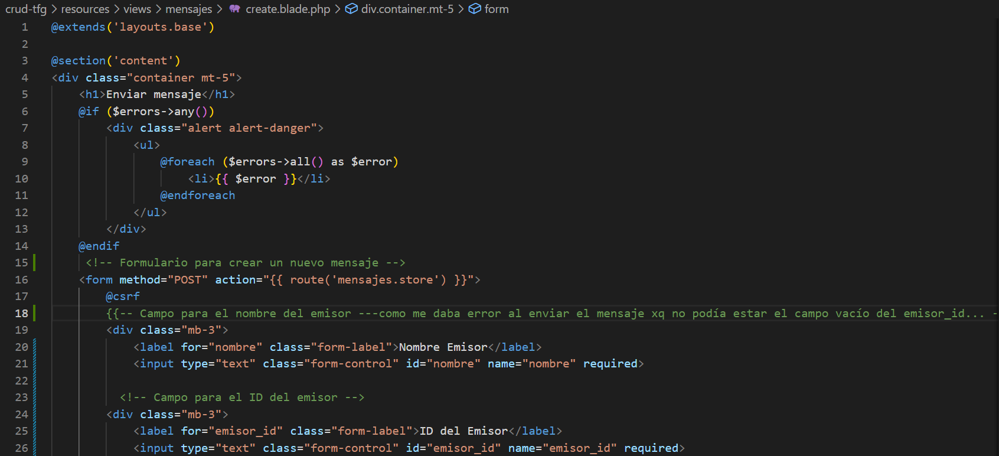 crud-tfg > resources > views > mensajes > create.blade.php > div.container.mt-5 > form
1 @extends('layouts.base')
2
3 @section('content')
4 <div class="container mt-5">
5 <h1>Enviar mensaje</h1>
6 @if ($errors->any())
7 <div class="alert alert-danger">
8 <ul>
9 @foreach ($errors->all() as $error)
10 <li>{{ $error }}</li>
11 @endforeach
12 </ul>
13 </div>
14 @endif
15 <!-- Formulario para crear un nuevo mensaje -->
16 <form method="POST" action="{{ route('mensajes.store') }}">
17 @csrf
18 {{-- Campo para el nombre del emisor ---como me daba error al enviar el mensaje xq no podía estar el campo vacío del emisor_id... -
19 <div class="mb-3">
20 <label for="nombre" class="form-label">Nombre Emisor</label>
21 <input type="text" class="form-control" id="nombre" name="nombre" required>
22
23 <!-- Campo para el ID del emisor -->
24 <div class="mb-3">
25 <label for="emisor_id" class="form-label">ID del Emisor</label>
26 <input type="text" class="form-control" id="emisor_id" name="emisor_id" required>